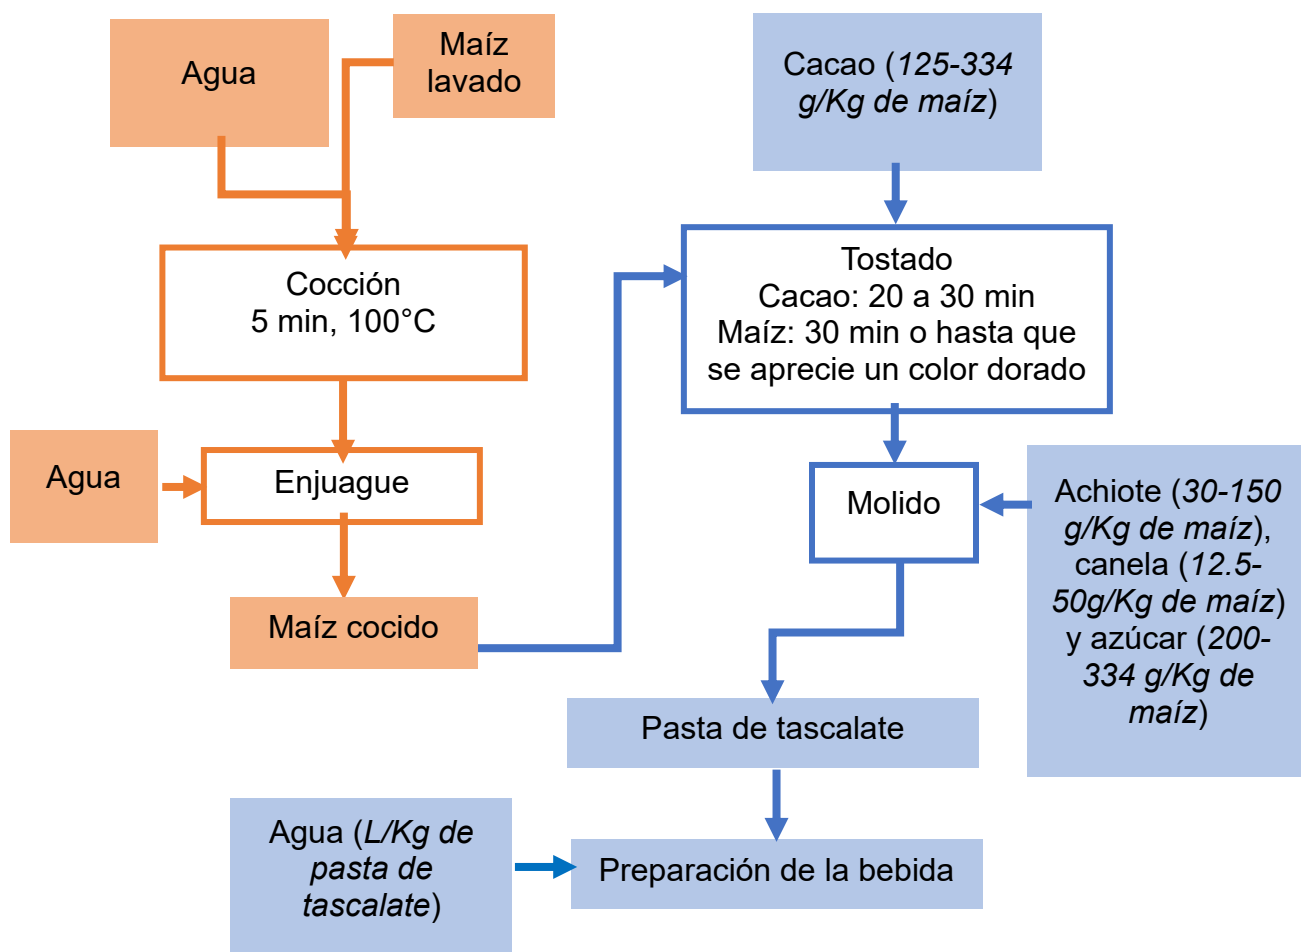 Agua
Maíz
lavado
Cocción
5 min, 100°C
Agua
Enjuague
Maíz cocido
Cacao (125-334
g/Kg de maíz)
Tostado
Cacao: 20 a 30 min
Maíz: 30 min o hasta que
se aprecie un color dorado
Molido
Achiote (30-150
g/Kg de maíz),
canela (12.5-
50g/Kg de maíz)
y azúcar (200-
334 g/Kg de
maíz)
Pasta de tascalate
Agua (L/Kg de
pasta de
tascalate)
Preparación de la bebida